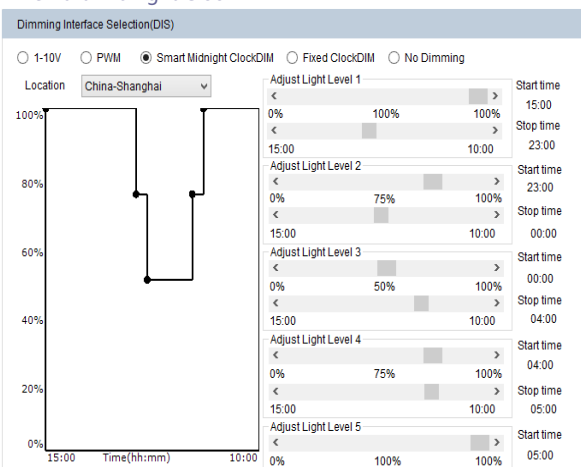 Dimming Interface Selection(DIS)
1-10V PWM Smart Midnight ClockDIM Fixed ClockDIM No Dimming
Location China-Shanghai
100%
80%
60%
40%
20%
0%
15:00 Time(hh:mm) 10:00
Adjust Light Level 1
0% 100% 100%
15:00 10:00
Start time
15:00
Stop time
23:00
Adjust Light Level 2
0% 75% 100%
15:00 10:00
Start time
23:00
Stop time
00:00
Adjust Light Level 3
0% 50% 100%
15:00 10:00
Start time
00:00
Stop time
04:00
Adjust Light Level 4
0% 75% 100%
15:00 10:00
Start time
04:00
Stop time
05:00
Adjust Light Level 5
0% 100% 100%
Start time
05:00